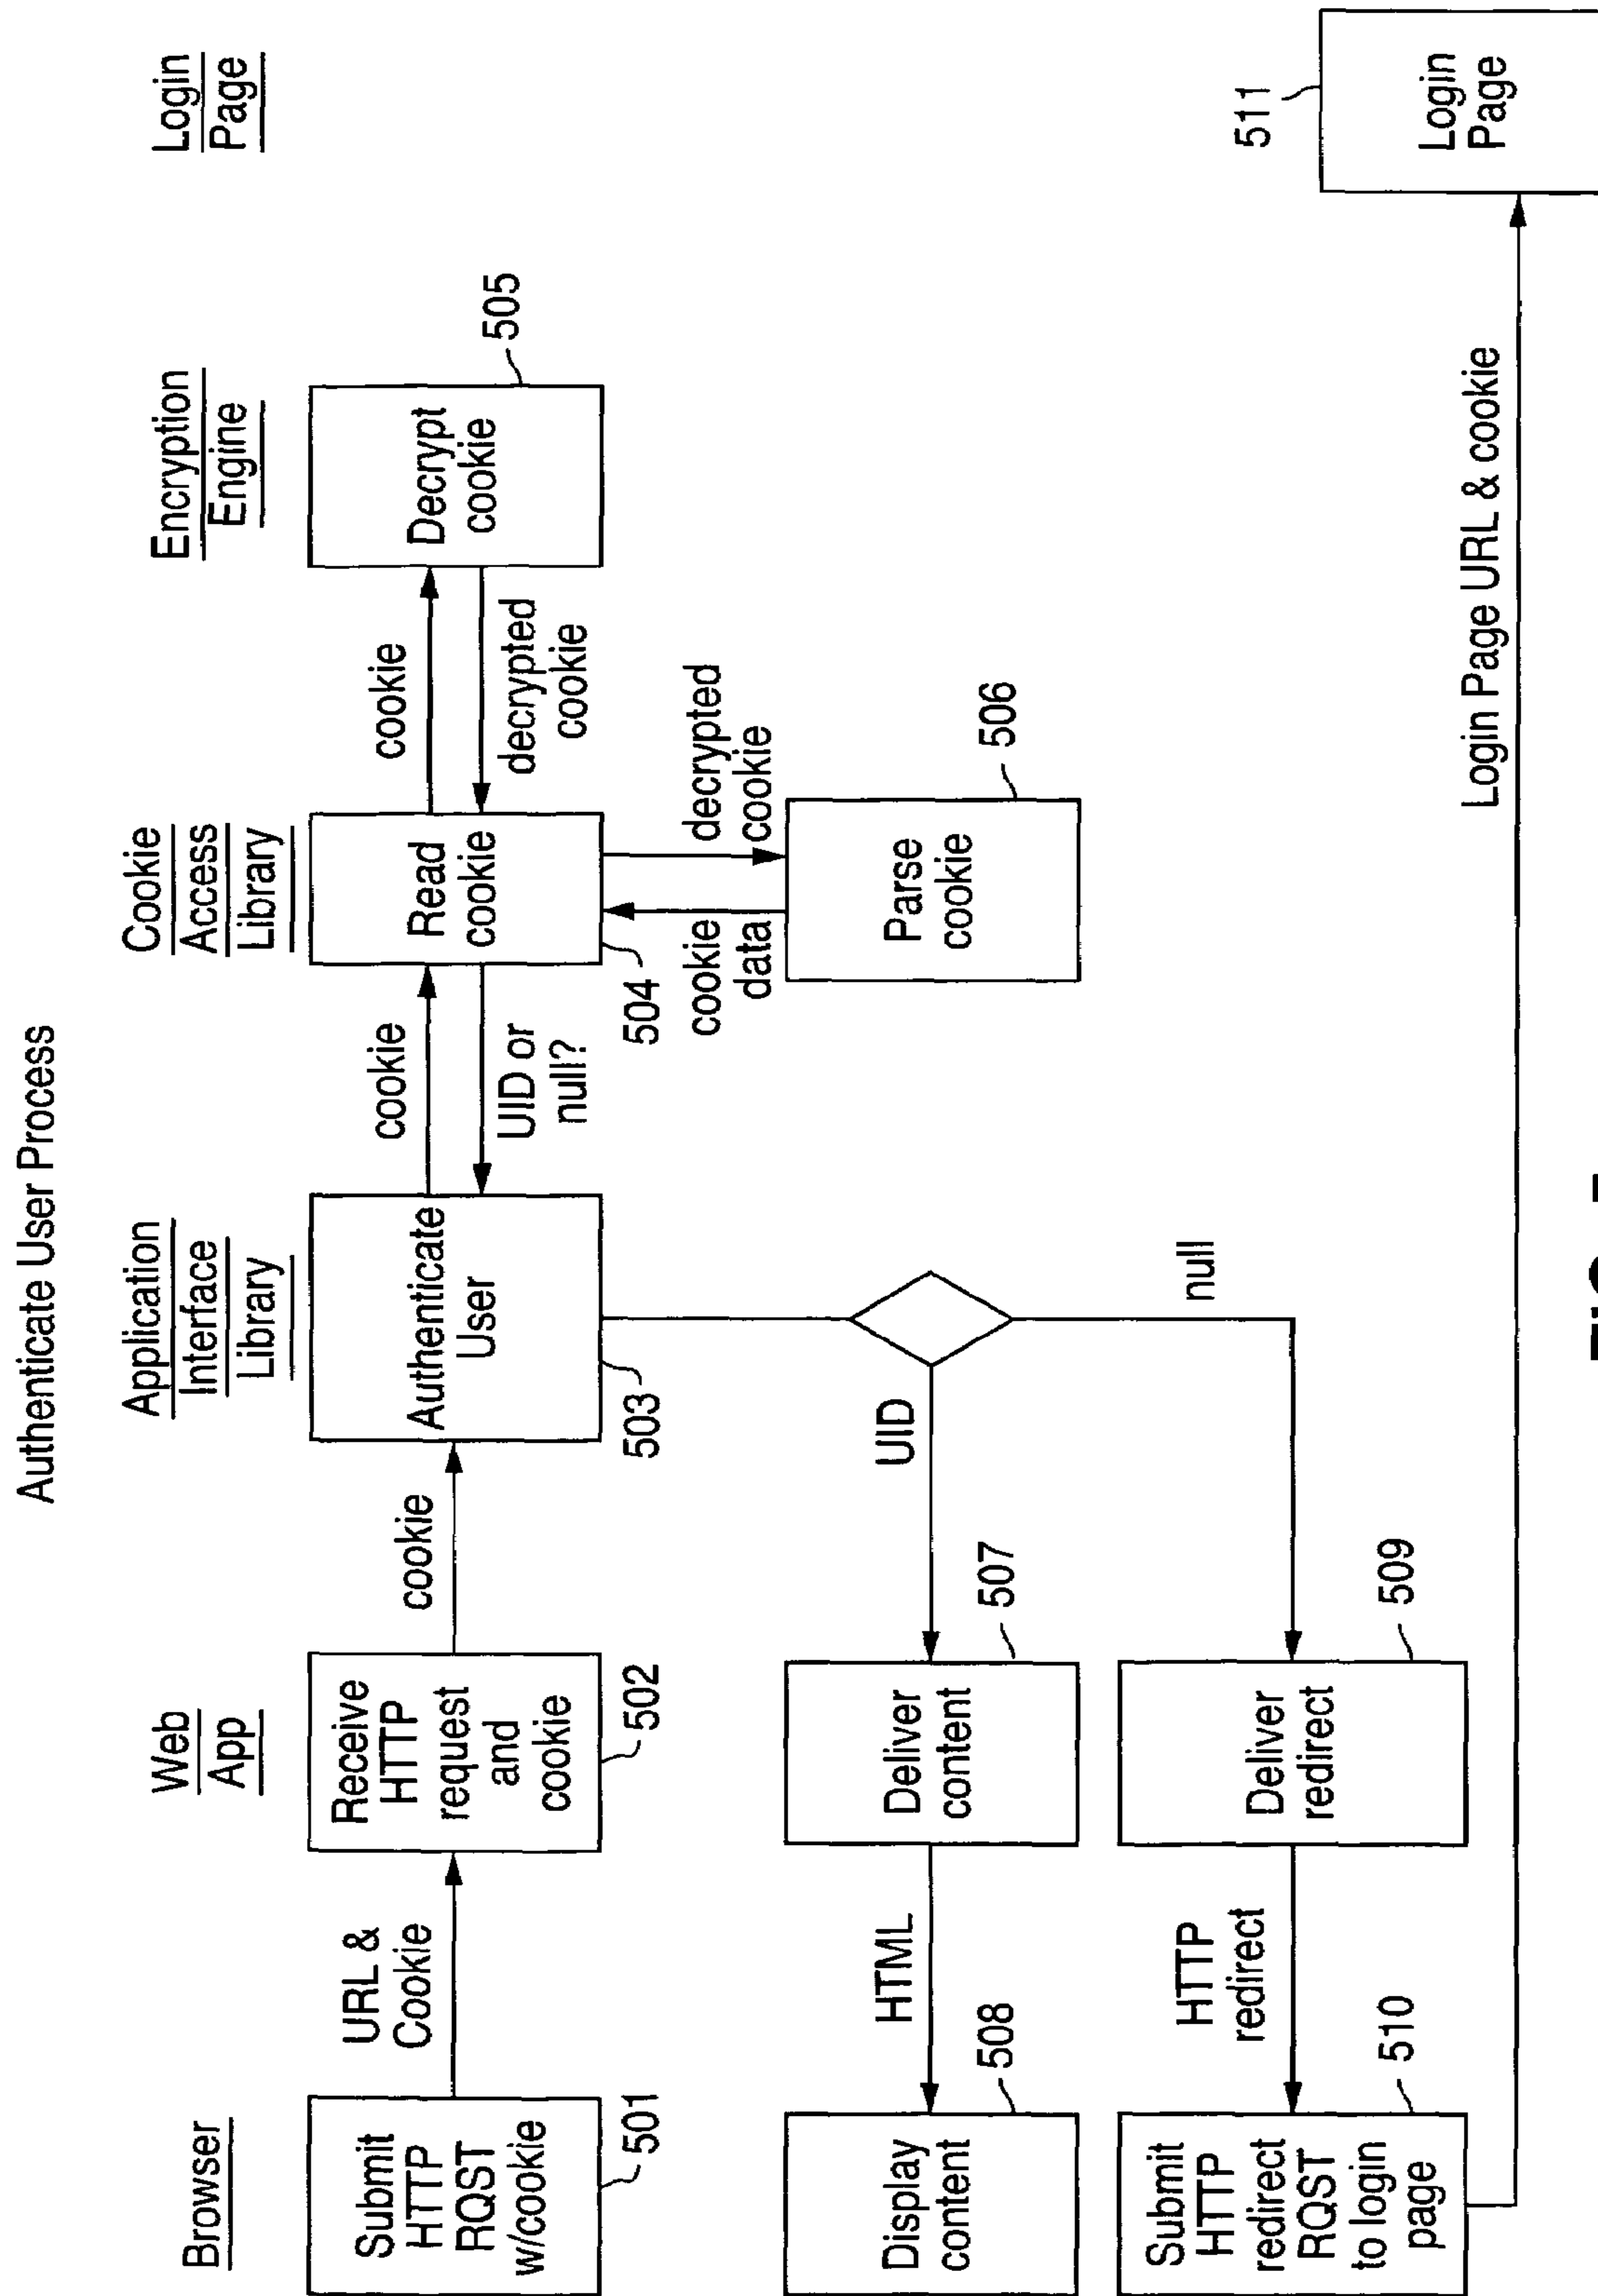 Authenticate User Process
Browser
Web
App
Application
Interface
Library
Cookie
Access
Library
Encryption
Engine
Login
Page
Submit
HTTP
RQST
w/cookie
501
URL &
Cookie
Receive
HTTP
request
and
cookie
502
cookie
Authenticate
User
503
cookie
UID or
null?
Read
cookie
504
cookie
decrypted
cookie
Decrypt
cookie
505
cookie
data
decrypted
cookie
Parse
cookie
506
UID
Deliver
content
507
HTML
Display
content
508
null
Deliver
redirect
509
HTTP
redirect
Submit
HTTP
redirect
RQST
to login
page
510
Login Page URL & cookie
Login
Page
511